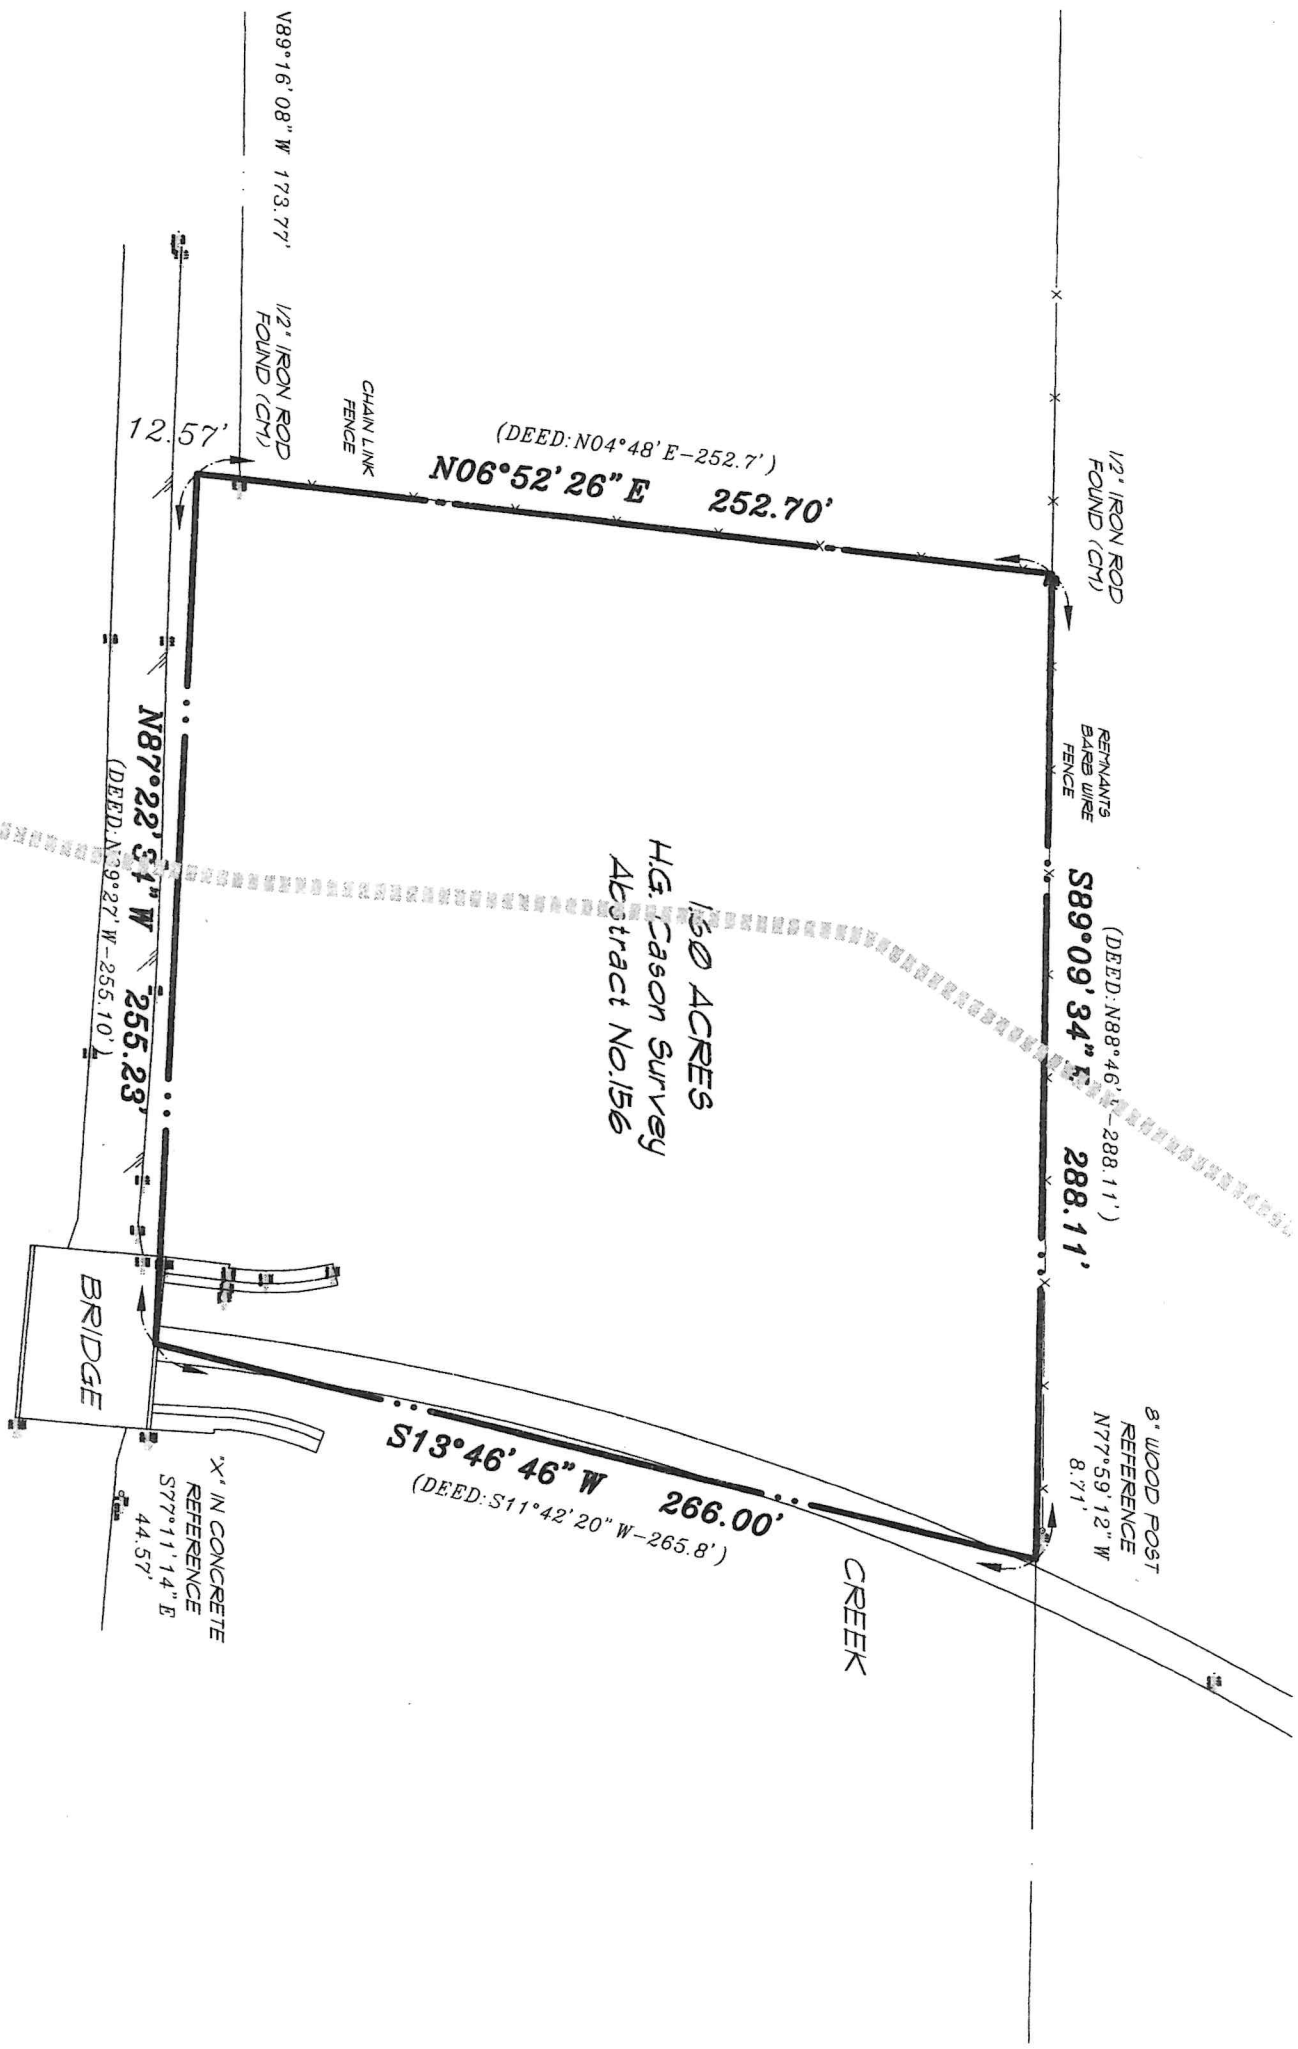 1/2" IRON ROD
FOUND (CM)
REMNANTS
BARB WIRE
FENCE
(DEED:N88°46' -288.11')
S89°09'34" 288.11'
8" WOOD POST
REFERENCE
N77°59'12" W
8.71'
(DEED:N04°48' E-252.7')
N06°52'26" E 252.70'
CHAIN LINK
FENCE
1.60 ACRES
H.G. Cason Survey
Abstract No.156
CREEK
S13°46'46" W 266.00'
(DEED:S11°42'20" W-265.8')
89°16'08" W 173.77'
1/2" IRON ROD
FOUND (CM)
12.57'
N87°22'34" W 255.23'
(DEED:N89°27' W-255.10')
BRIDGE
"X" IN CONCRETE
REFERENCE
S77°11'14" E
44.57'